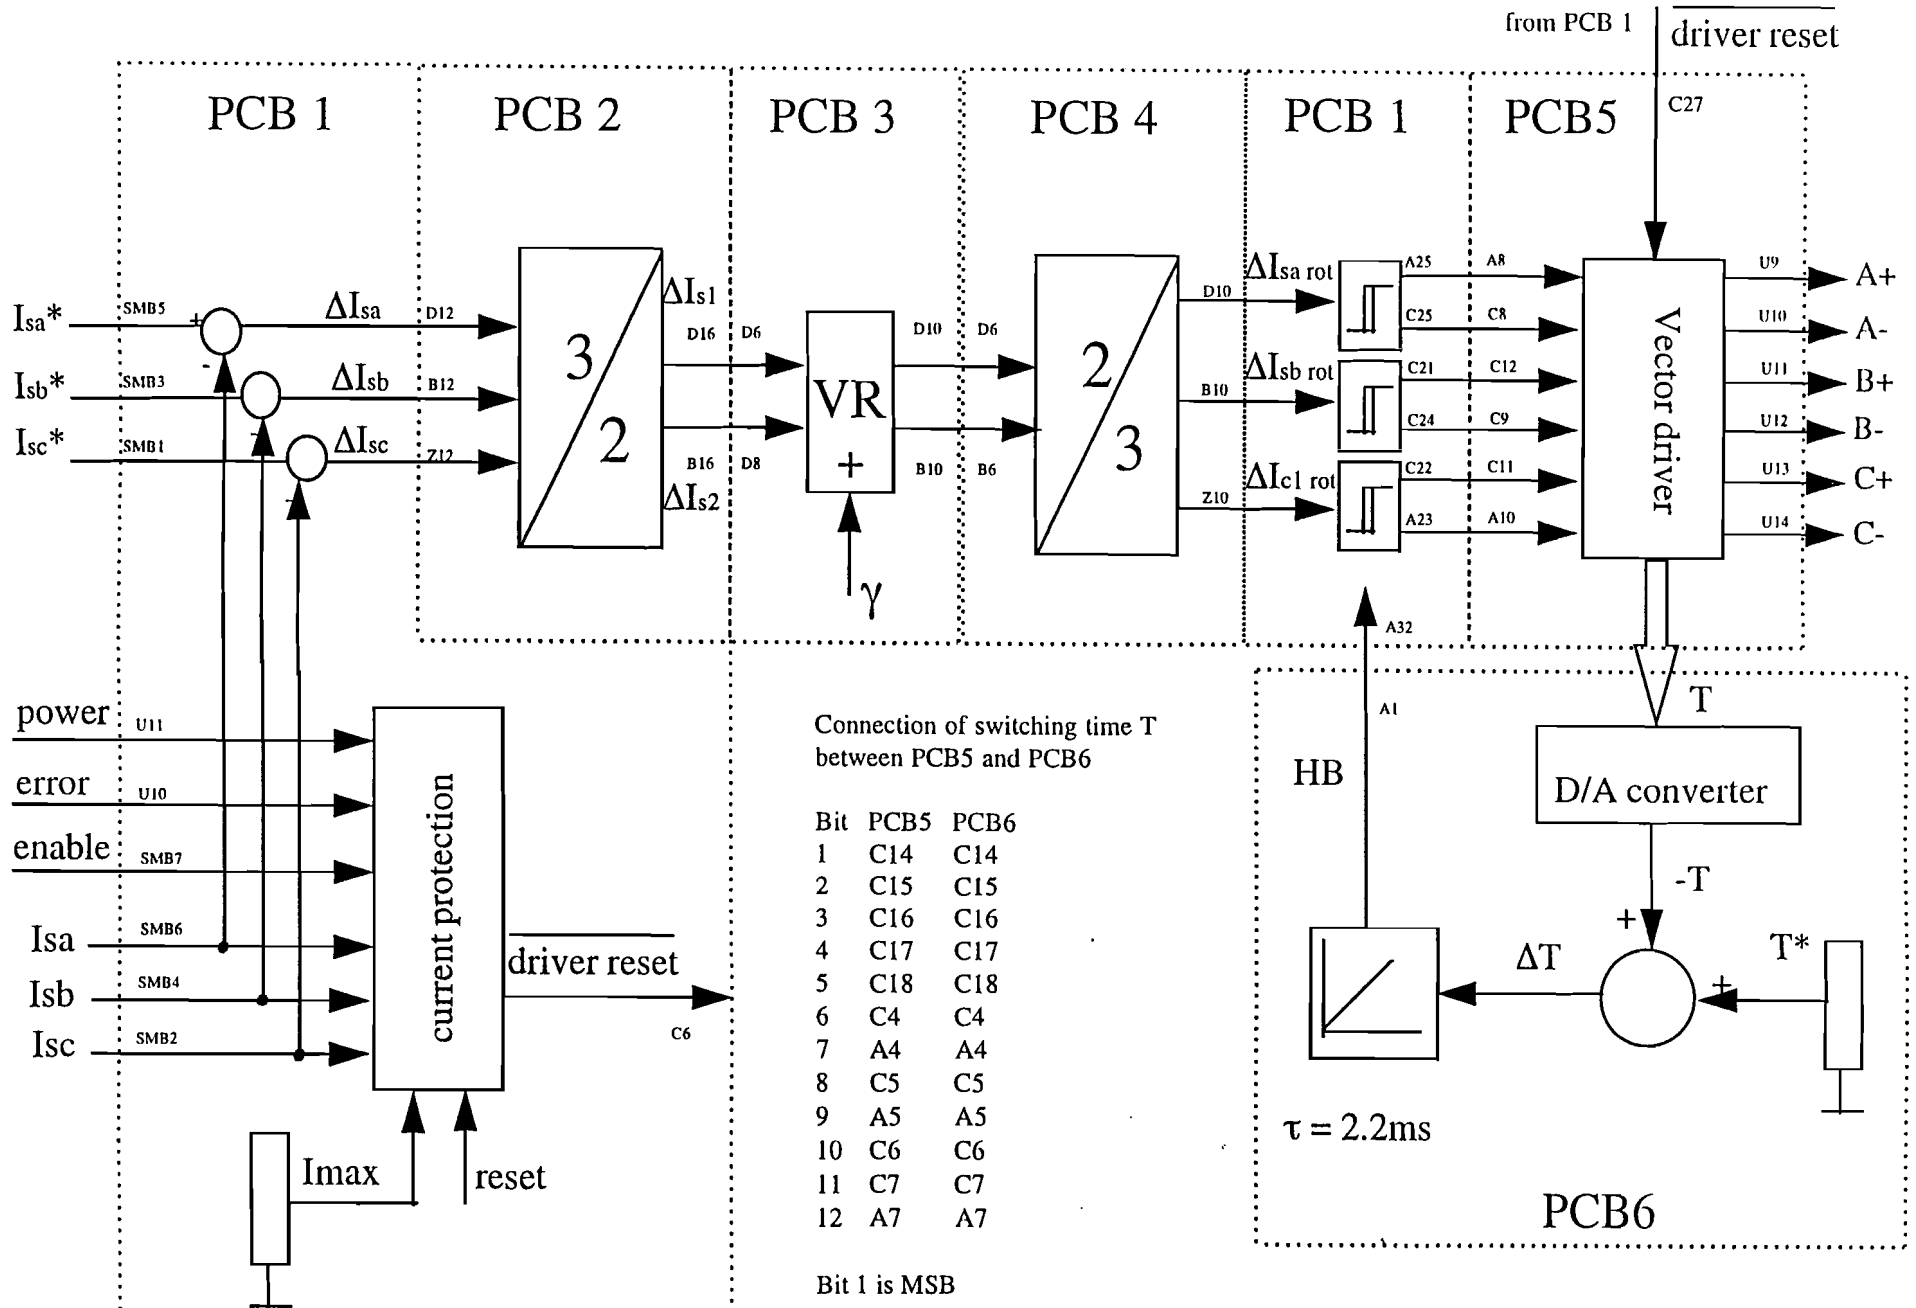 from PCB 1
driver reset
C27
PCB 1
PCB 2
PCB 3
PCB 4
PCB 1
PCB5
Isa*
SMB5
+
-
ΔIsa
D12
Isb*
SMB3
-
ΔIsb
B12
Isc*
SMB1
-
ΔIsc
Z12
3
2
ΔIs1
D16
D6
B16
D8
ΔIs2
VR
+
γ
D10
D6
B10
B6
2
3
D10
B10
Z10
ΔIsa rot
ΔIsb rot
ΔIc1 rot
A25
A8
C25
C8
C21
C12
C24
C9
C22
C11
A23
A10
Vector driver
U9
A+
U10
A-
U11
B+
U12
B-
U13
C+
U14
C-
A32
A1
HB
T
D/A converter
-T
+
+
T*
ΔT
τ = 2.2ms
PCB6
power
U11
error
U10
enable
SMB7
Isa
SMB6
Isb
SMB4
Isc
SMB2
current protection
driver reset
C6
Imax
reset
Connection of switching time T
between PCB5 and PCB6
Bit PCB5 PCB6
1 C14 C14
2 C15 C15
3 C16 C16
4 C17 C17
5 C18 C18
6 C4 C4
7 A4 A4
8 C5 C5
9 A5 A5
10 C6 C6
11 C7 C7
12 A7 A7
Bit 1 is MSB